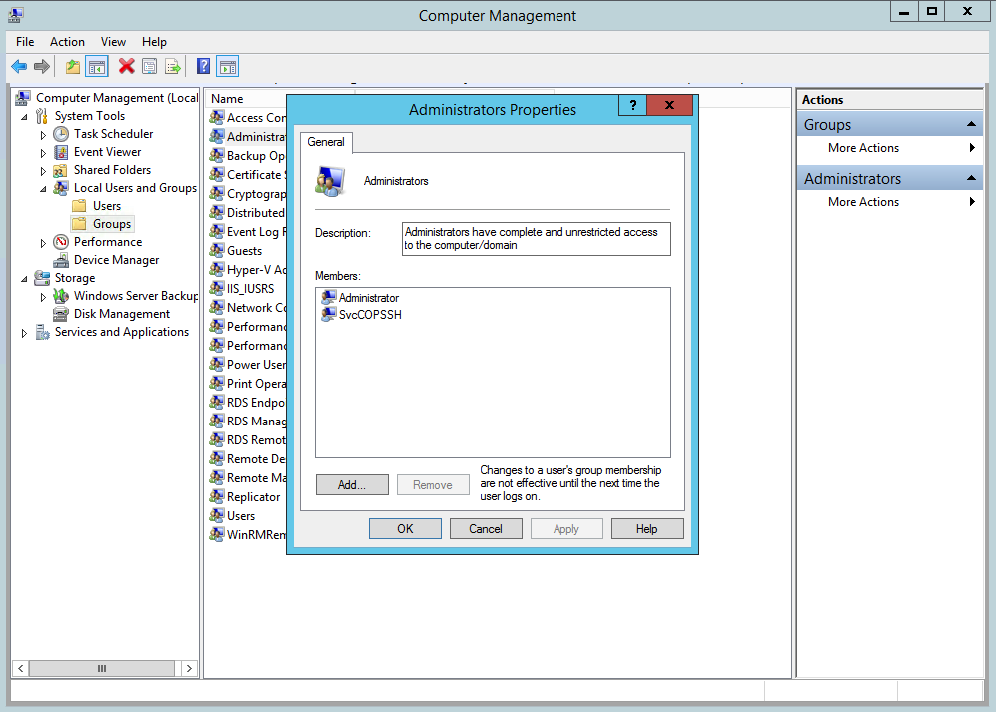 Computer Management
File Action View Help
Computer Management (Local
System Tools
Task Scheduler
Event Viewer
Shared Folders
Local Users and Groups
Users
Groups
Performance
Device Manager
Storage
Windows Server Backup
Disk Management
Services and Applications
Name
Access Con
Administra
Backup Op
Certificate S
Cryptograp
Distributed
Event Log R
Guests
Hyper-V Ad
IIS_IUSRS
Network Co
Performanc
Performanc
Power User
Print Opera
RDS Endpo
RDS Manag
RDS Remot
Remote De
Remote Ma
Replicator
Users
WinRMRem
Administrators Properties
? x
General
Administrators
Description:
Administrators have complete and unrestricted access
to the computer/domain
Members:
Administrator
SvcCOPSSH
Add...
Remove
Changes to a user's group membership
are not effective until the next time the
user logs on.
OK
Cancel
Apply
Help
Actions
Groups
More Actions
Administrators
More Actions